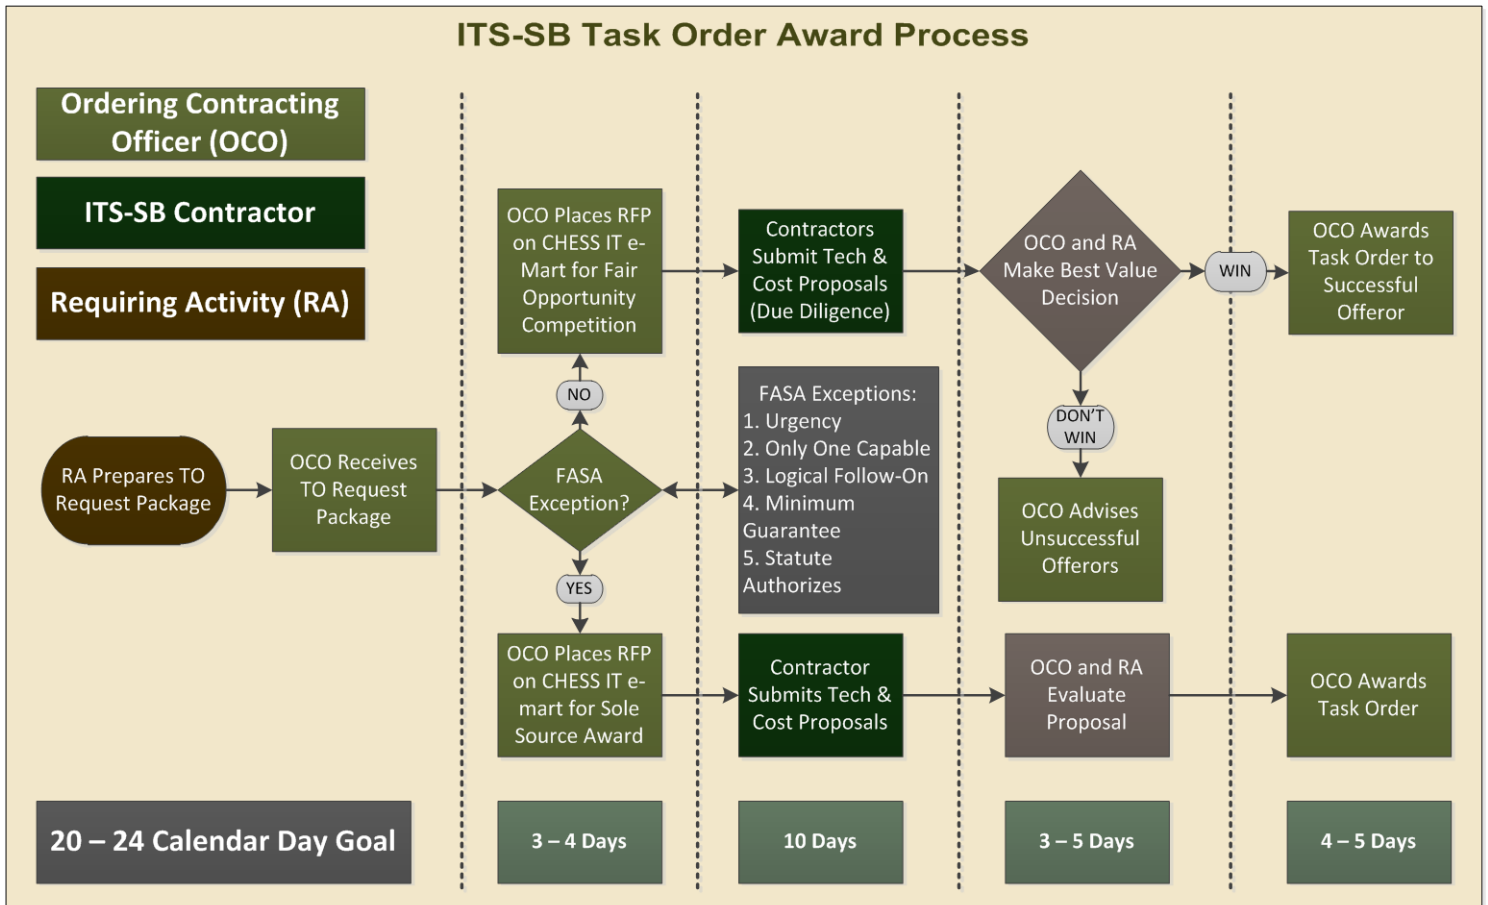 ITS-SB Task Order Award Process
Ordering Contracting
Officer (OCO)
ITS-SB Contractor
Requiring Activity (RA)
RA Prepares TO
Request Package
OCO Receives
TO Request
Package
FASA
Exception?
NO
YES
OCO Places RFP
on CHESS IT e-
Mart for Fair
Opportunity
Competition
Contractors
Submit Tech &
Cost Proposals
(Due Diligence)
OCO and RA
Make Best Value
Decision
WIN
OCO Awards
Task Order to
Successful
Offeror
DON'T
WIN
OCO Advises
Unsuccessful
Offerors
FASA Exceptions:
1. Urgency
2. Only One Capable
3. Logical Follow-On
4. Minimum
Guarantee
5. Statute
Authorizes
OCO Places RFP
on CHESS IT e-
mart for Sole
Source Award
Contractor
Submits Tech &
Cost Proposals
OCO and RA
Evaluate
Proposal
OCO Awards
Task Order
20 – 24 Calendar Day Goal
3 – 4 Days
10 Days
3 – 5 Days
4 – 5 Days